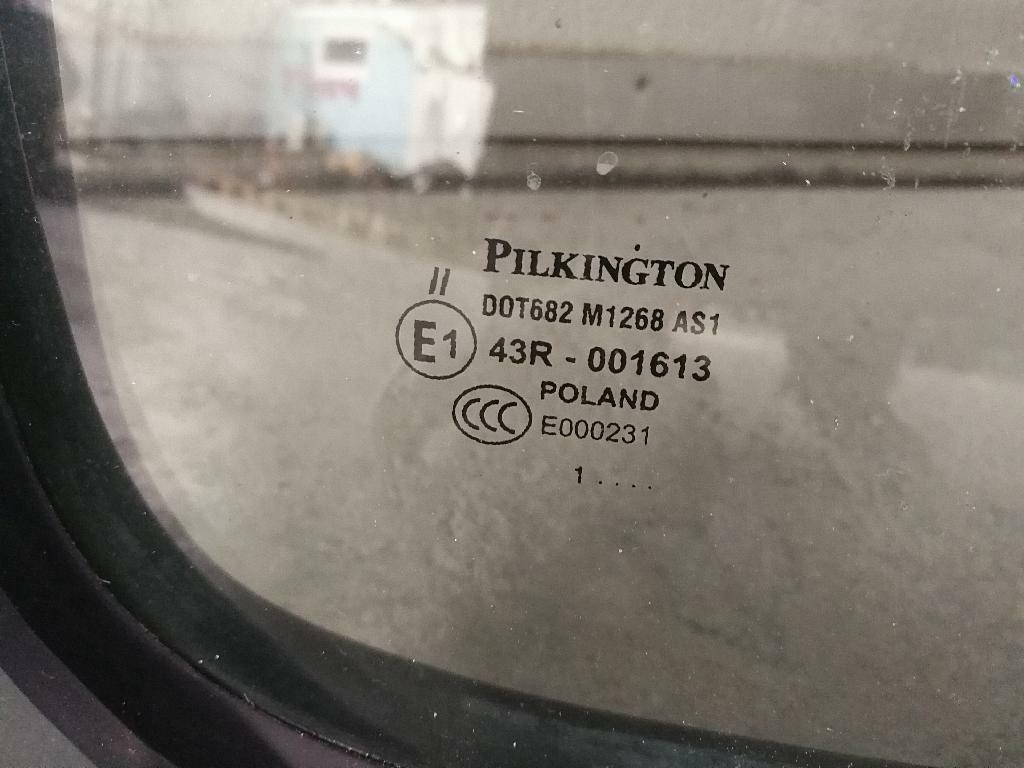 PILKINGTON
II
DOT682 M1268 AS1
E1 43R - 001613
POLAND
CCC E000231
1 ....